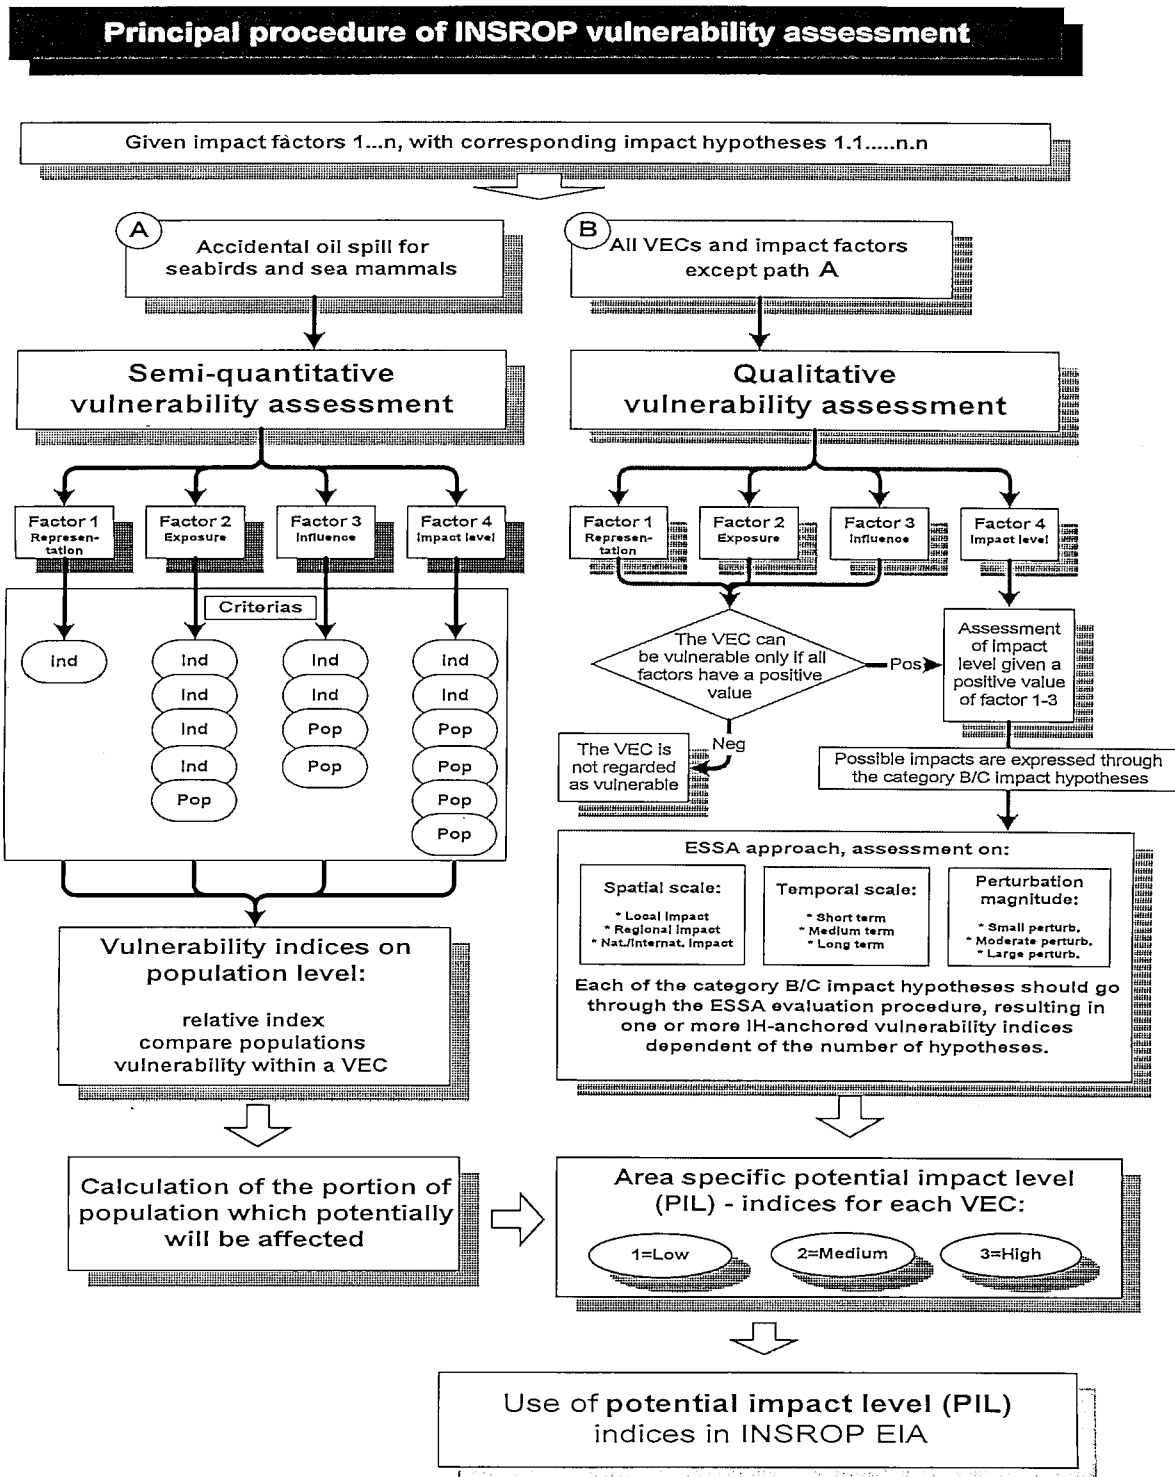 Principal procedure of INSROP vulnerability assessment
Given impact factors 1...n, with corresponding impact hypotheses 1.1.....n.n
A
Accidental oil spill for
seabirds and sea mammals
B
All VECs and impact factors
except path A
Semi-quantitative
vulnerability assessment
Qualitative
vulnerability assessment
Factor 1
Represen-
tation
Factor 2
Exposure
Factor 3
Influence
Factor 4
Impact level
Factor 1
Represen-
tation
Factor 2
Exposure
Factor 3
Influence
Factor 4
Impact level
Criterias
Ind
Ind
Ind
Ind
Ind
Pop
Ind
Ind
Pop
Pop
Ind
Ind
Pop
Pop
Pop
Pop
The VEC can
be vulnerable only if all
factors have a positive
value
Pos
Neg
The VEC is
not regarded
as vulnerable
Assessment
of impact
level given a
positive value
of factor 1-3
Possible impacts are expressed through
the category B/C impact hypotheses
ESSA approach, assessment on:
Spatial scale:
* Local Impact
* Regional Impact
* Nat./Internat. Impact
Temporal scale:
* Short term
* Medium term
* Long term
Perturbation
magnitude:
* Small perturb.
* Moderate perturb.
* Large perturb.
Each of the category B/C impact hypotheses should go
through the ESSA evaluation procedure, resulting in
one or more IH-anchored vulnerability indices
dependent of the number of hypotheses.
Vulnerability indices on
population level:
relative index
compare populations
vulnerability within a VEC
Calculation of the portion of
population which potentially
will be affected
Area specific potential impact level
(PIL) - indices for each VEC:
1=Low
2=Medium
3=High
Use of potential impact level (PIL)
indices in INSROP EIA